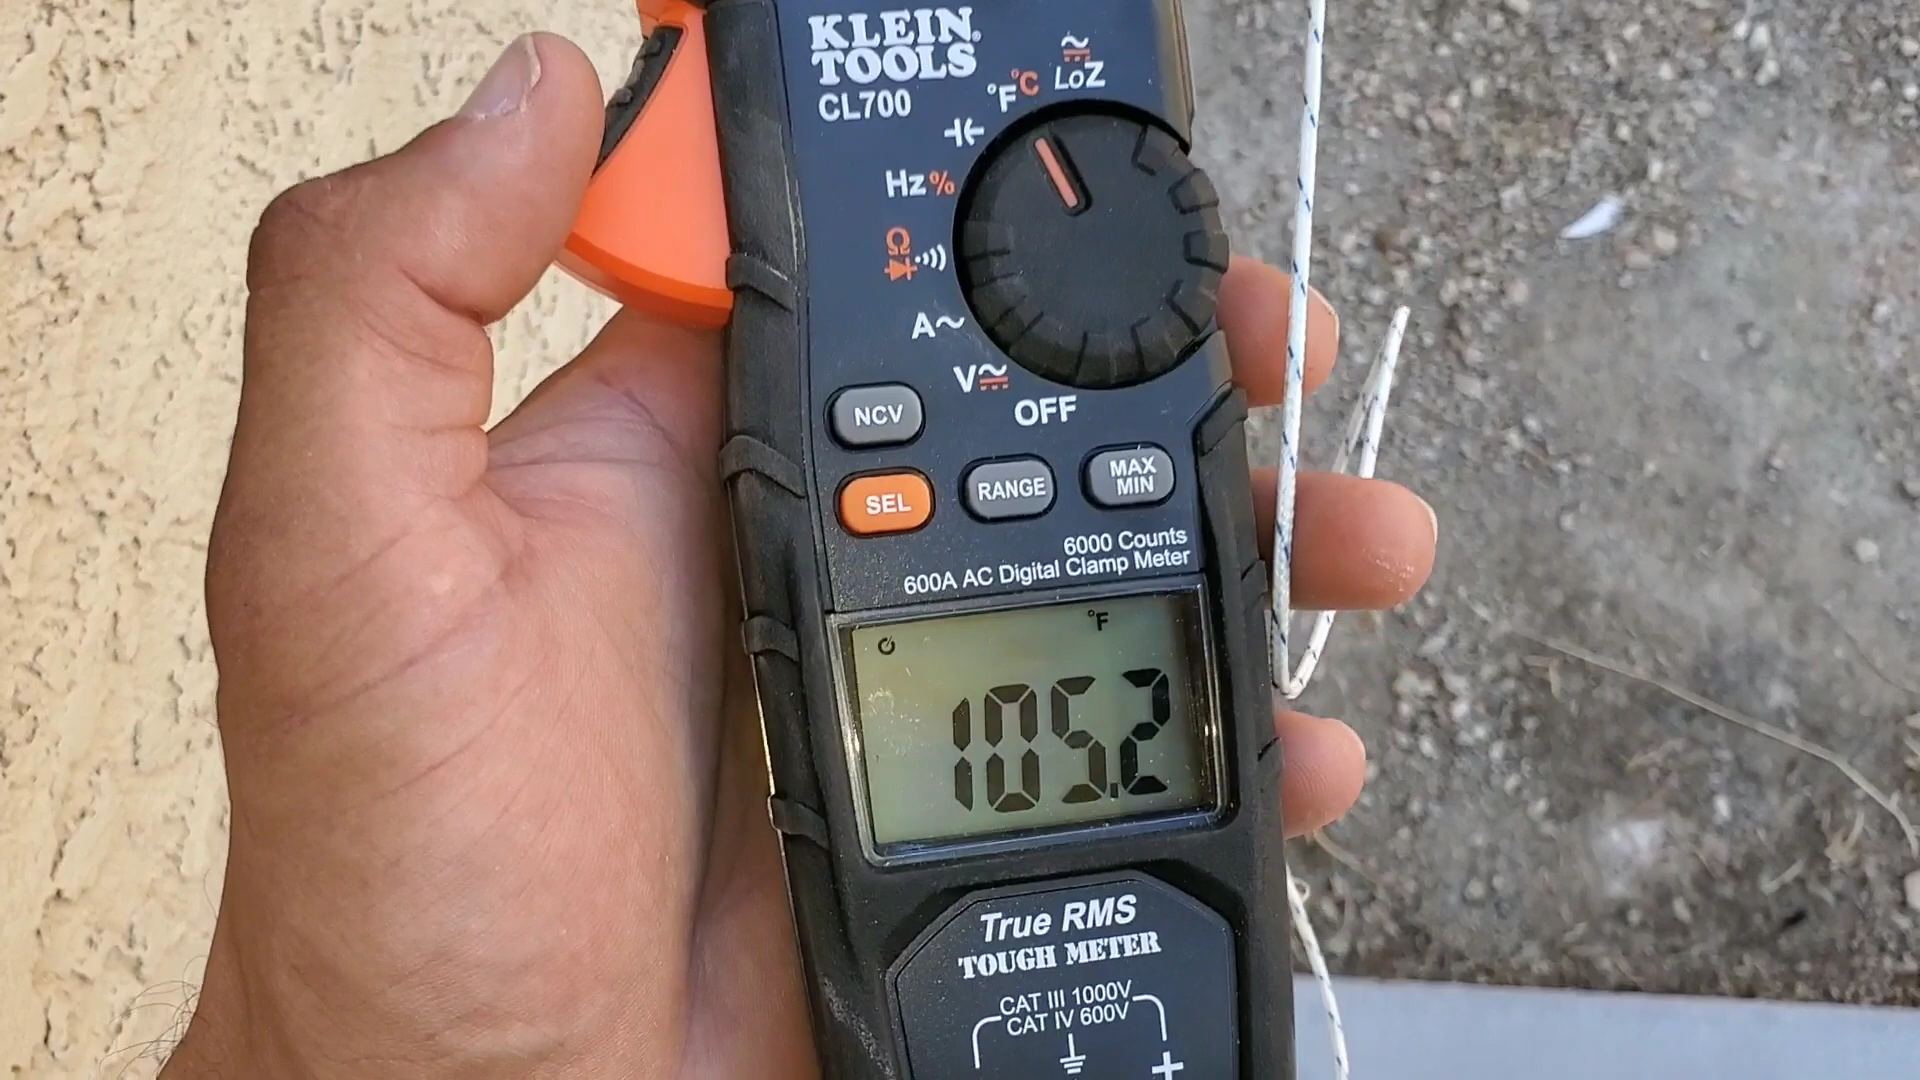 KLEIN
TOOLS
CL700
°F°C
LoZ
Hz%
Ω
A~
V
OFF
NCV
SEL
RANGE
MAX
MIN
6000 Counts
600A AC Digital Clamp Meter
°F
105.2
True RMS
TOUGH METER
CAT III 1000V
CAT IV 600V
+